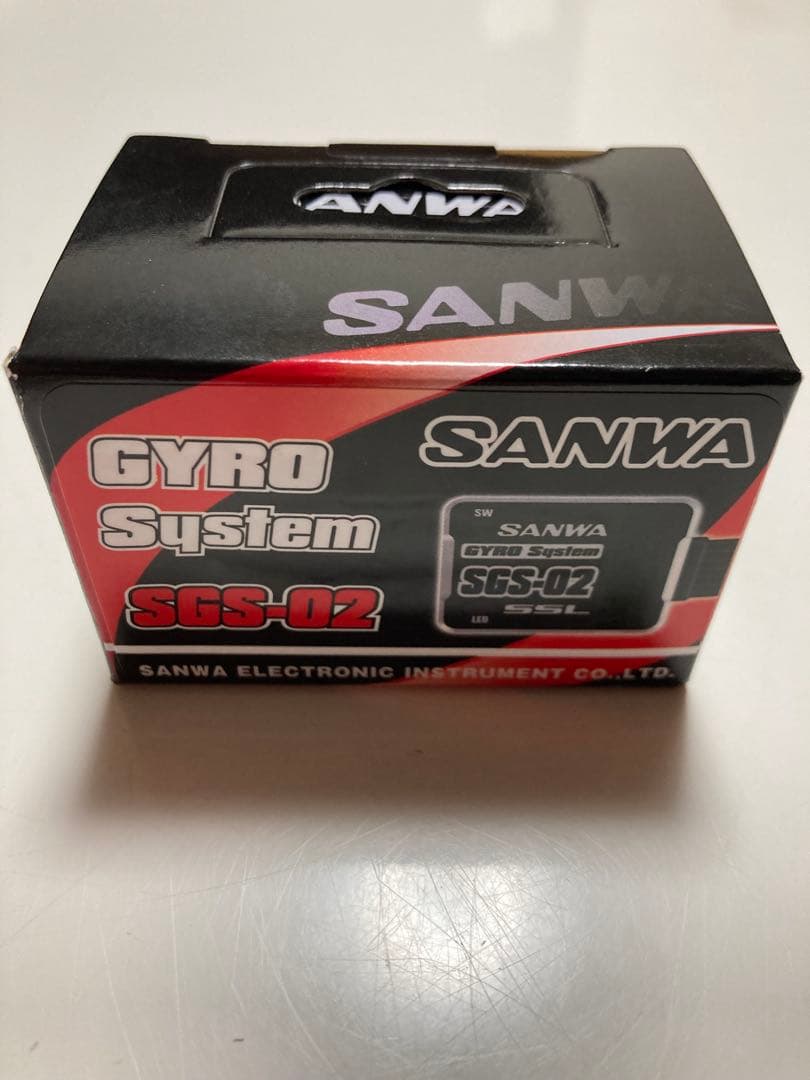 ANWA
SANWA
GYRO
System
SGS-02
SANWA
SW
SANWA
GYRO System
SGS-02
SSL
LED
SANWA ELECTRONIC INSTRUMENT CO.,LTD.